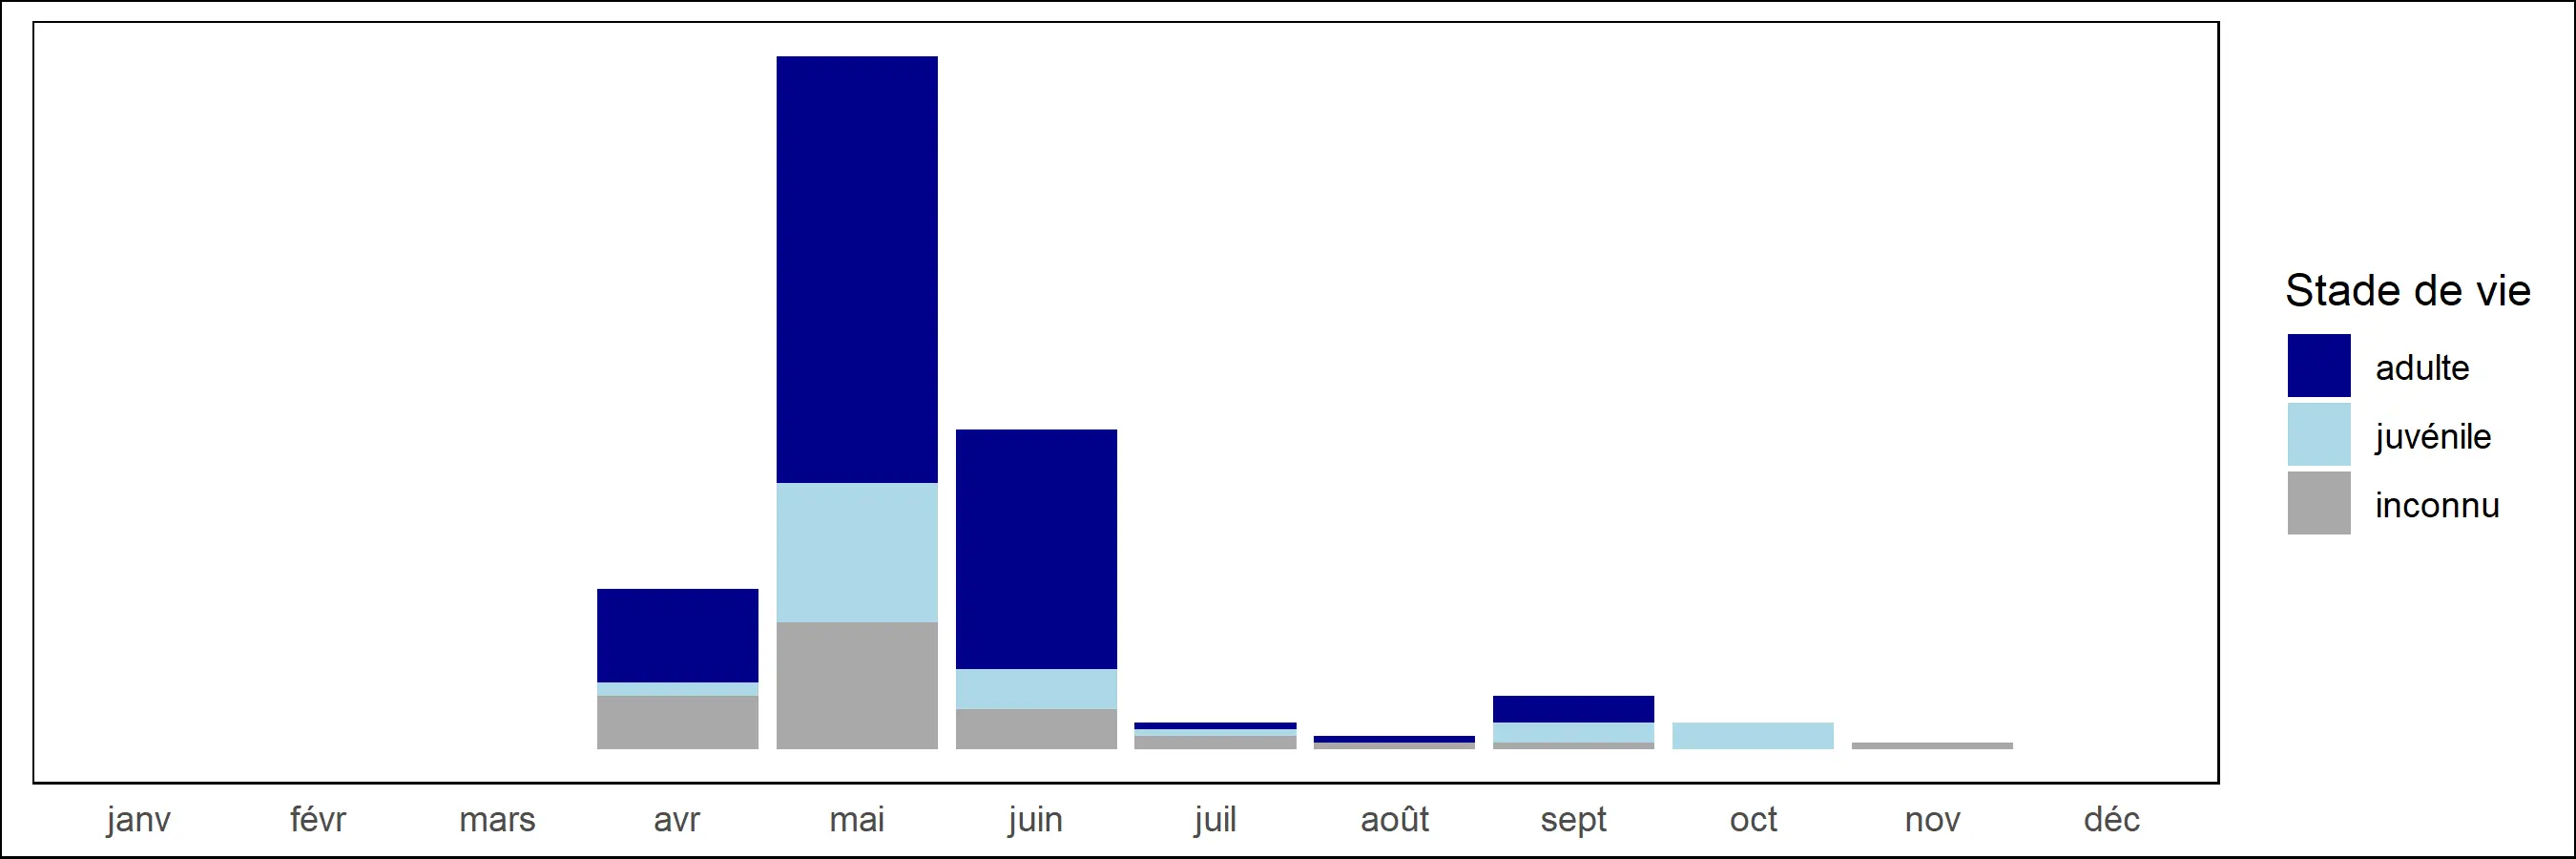 Stade de vie
adulte
juvénile
inconnu
janv févr mars avr mai juin juil août sept oct nov déc